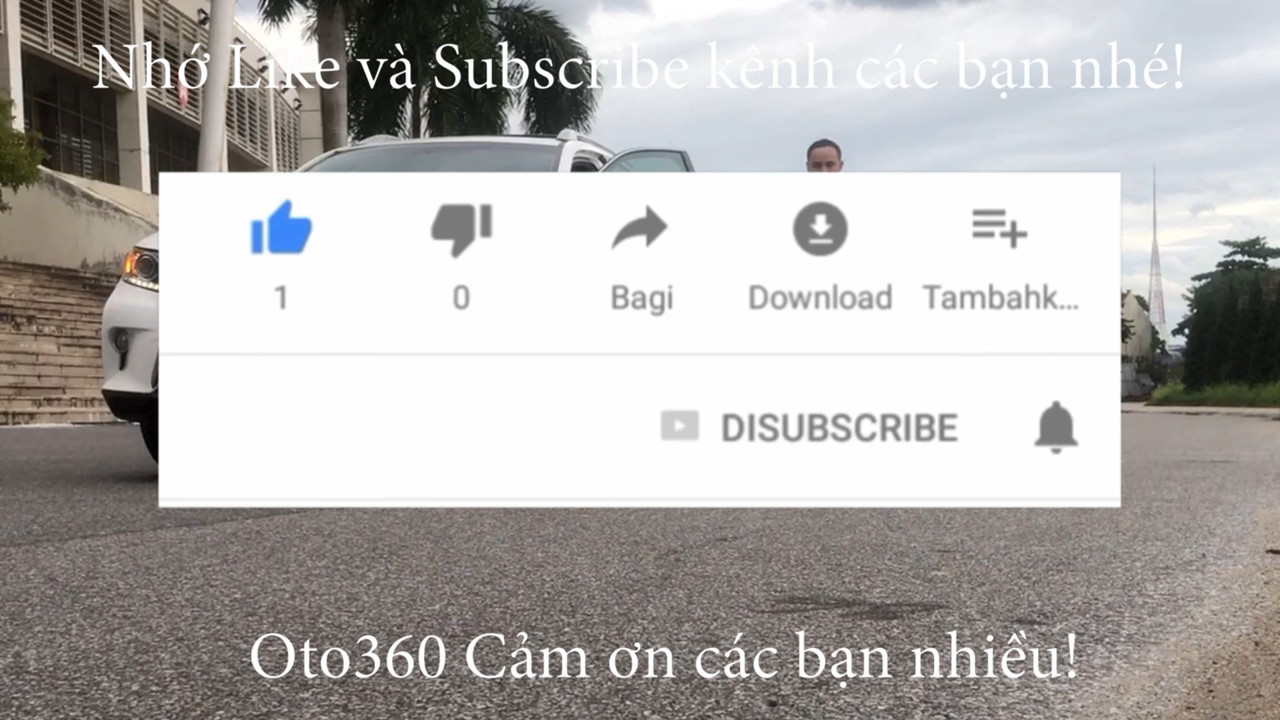 Nhớ Like và Subscribe kênh các bạn nhé!
1 0 Bagi Download Tambahk...
DISUBSCRIBE
Oto360 Cảm ơn các bạn nhiều!